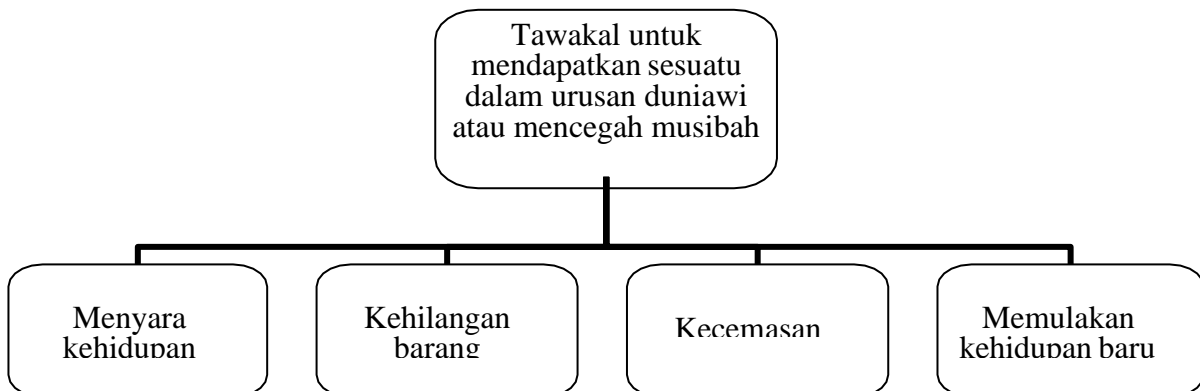 Tawakal untuk
mendapatkan sesuatu
dalam urusan duniawi
atau mencegah musibah
Menyara
kehidupan
Kehilangan
barang
Kecemasan
Memulakan
kehidupan baru